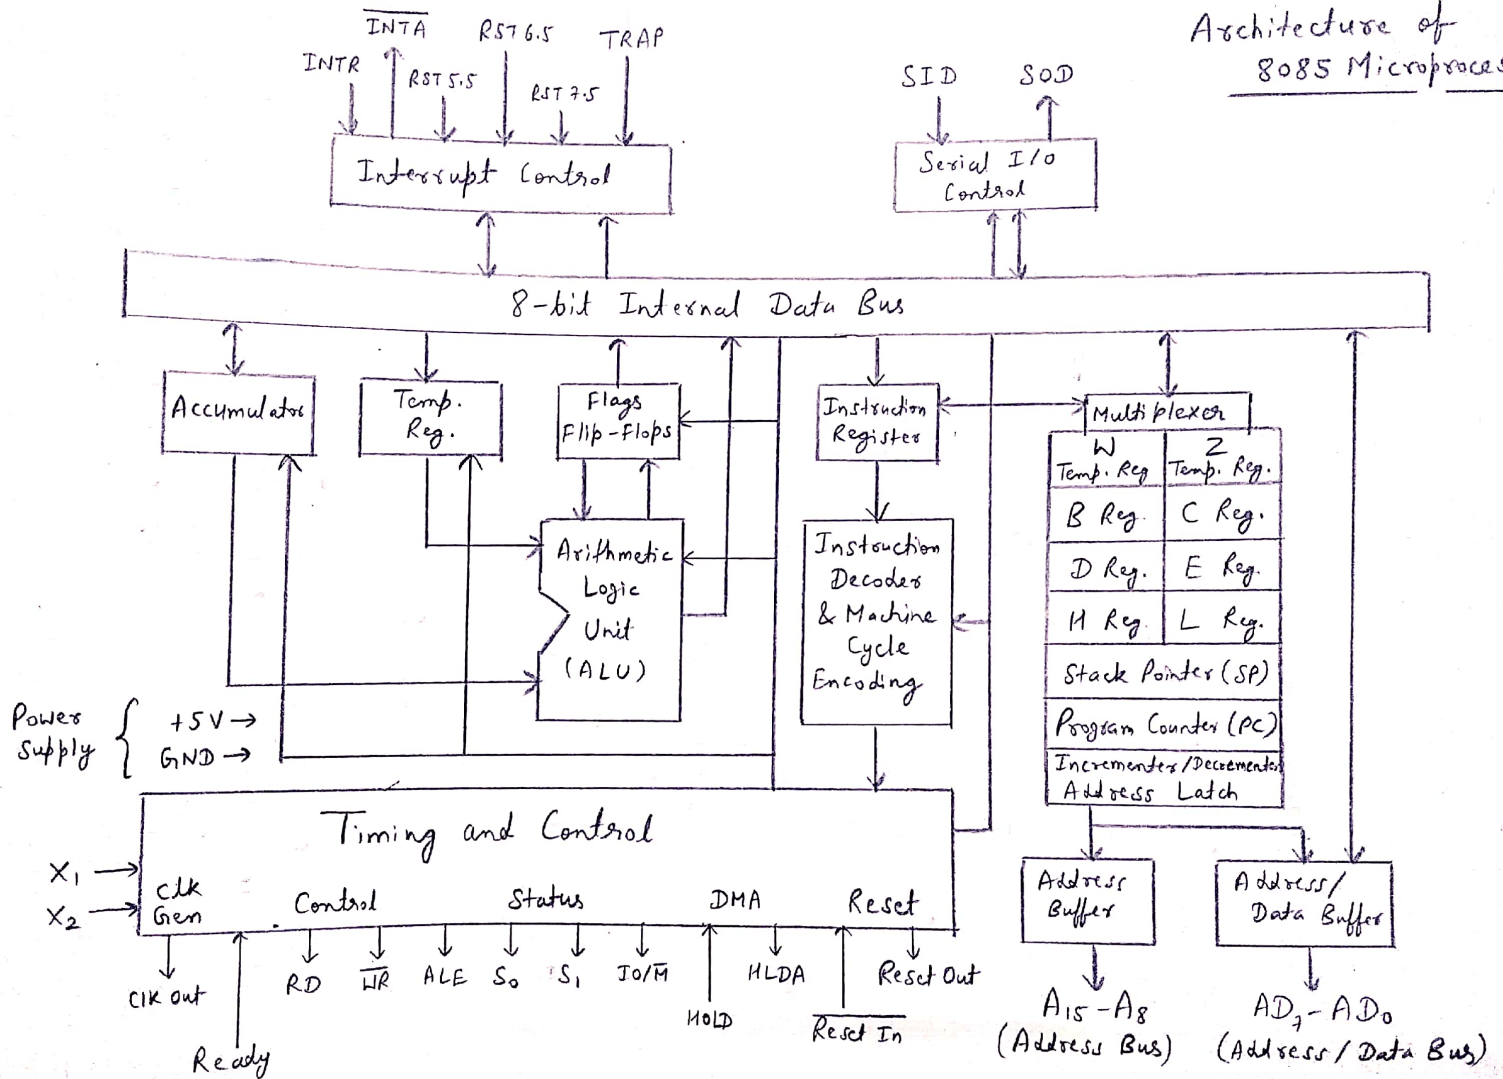 Architecture of
8085 Microproces
INTA
RST 6.5
TRAP
INTR
RST 5.5
RST 7.5
SID
SOD
Interrupt Control
Serial I/o
Control
8-bit Internal Data Bus
Accumulator
Temp.
Reg.
Flags
Flip-Flops
Instruction
Register
Multiplexer
W
Temp. Reg
Z
Temp. Reg.
B Reg.
C Reg.
D Reg.
E Reg.
H Reg
L Reg.
Stack Pointer (SP)
Program Counter (PC)
Incrementer/Decrementer
Address Latch
Arithmetic
Logic
Unit
(ALU)
Instruction
Decoder
& Machine
Cycle
Encoding
Power
Supply
+5V
GND
Timing and Control
X1
X2
Clk
Gen
Control
Status
DMA
Reset
Address
Buffer
Address/
Data Buffer
Clk out
Ready
RD
WR
ALE
S0
S1
IO/M̅
HOLD
HLDA
Reset In
Reset Out
A15-A8
(Address Bus)
AD7-AD0
(Address/Data Bus)